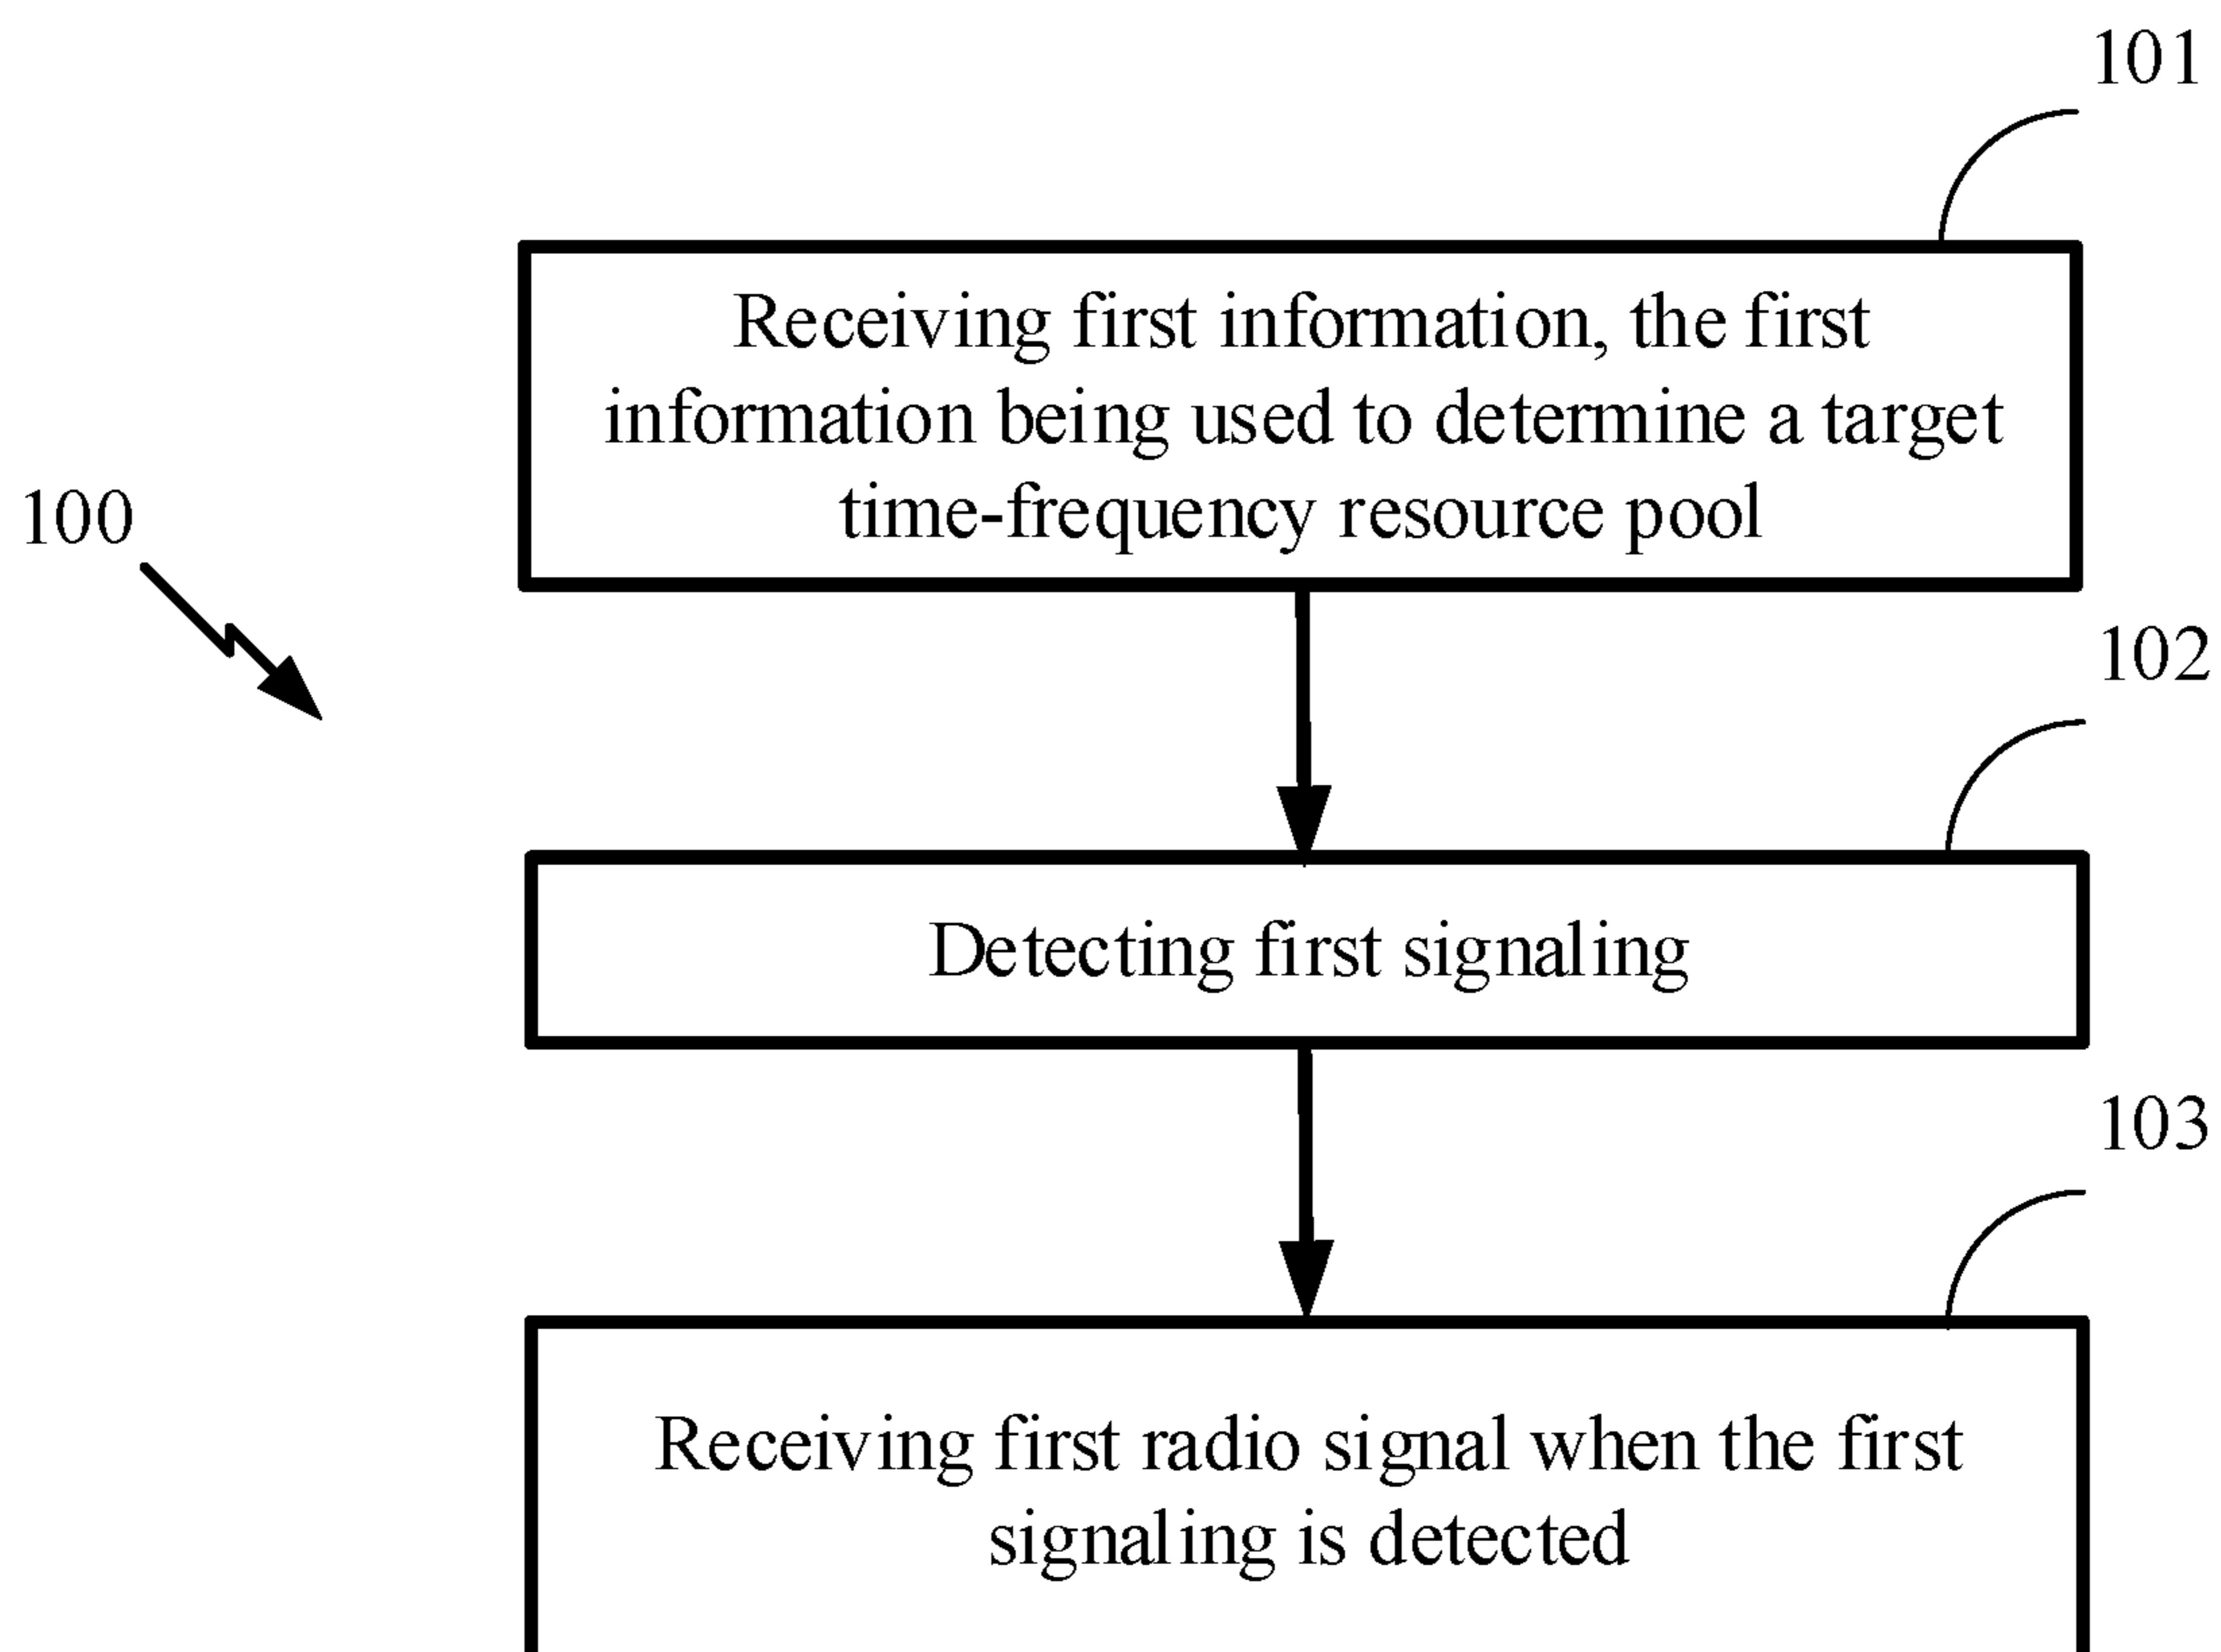 101
Receiving first information, the first
information being used to determine a target
time-frequency resource pool
100
102
Detecting first signaling
103
Receiving first radio signal when the first
signaling is detected